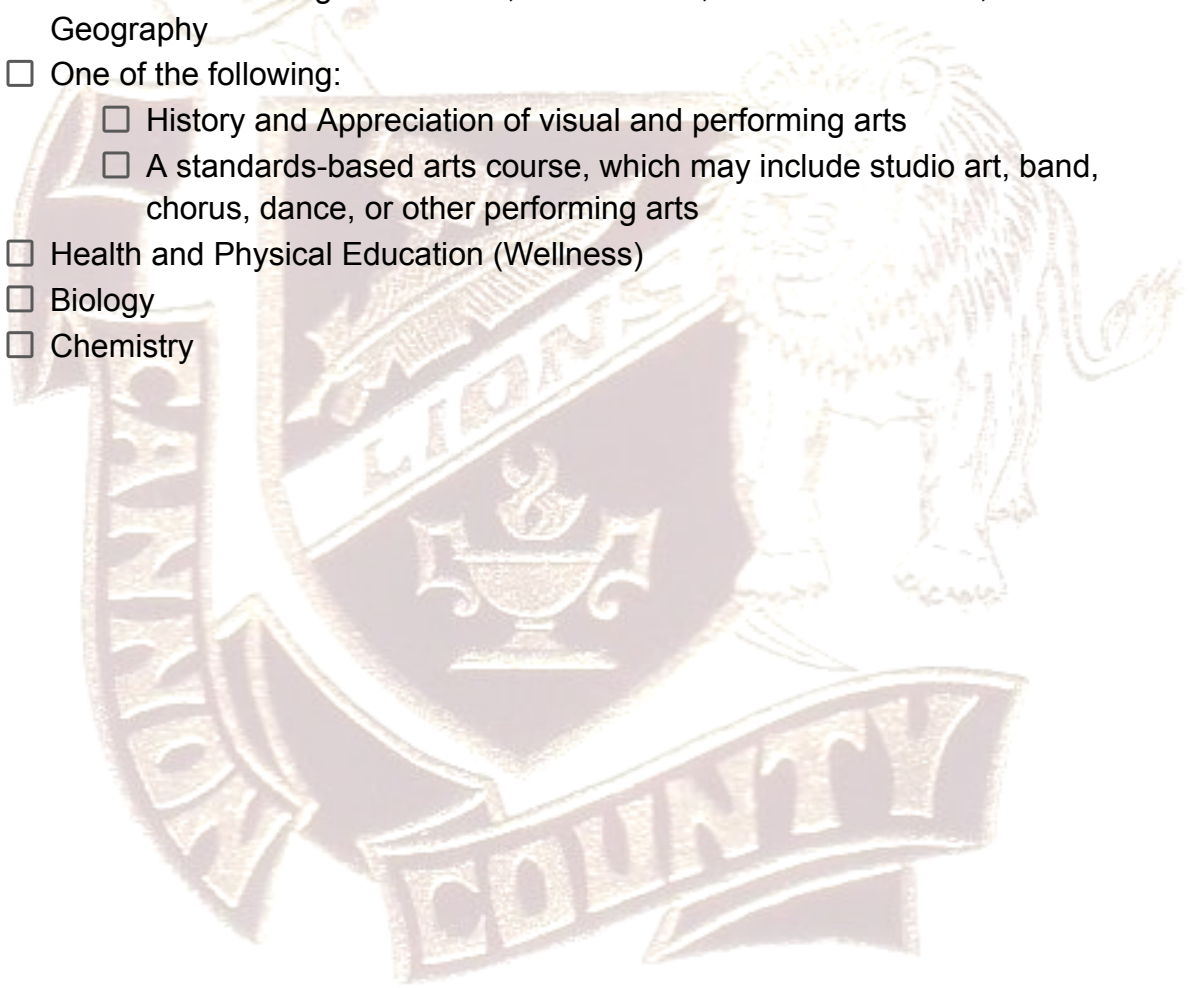 Geography
☐ One of the following:
☐ History and Appreciation of visual and performing arts
☐ A standards-based arts course, which may include studio art, band,
chorus, dance, or other performing arts
☐ Health and Physical Education (Wellness)
☐ Biology
☐ Chemistry
LIONS
CANNON
COUNTY